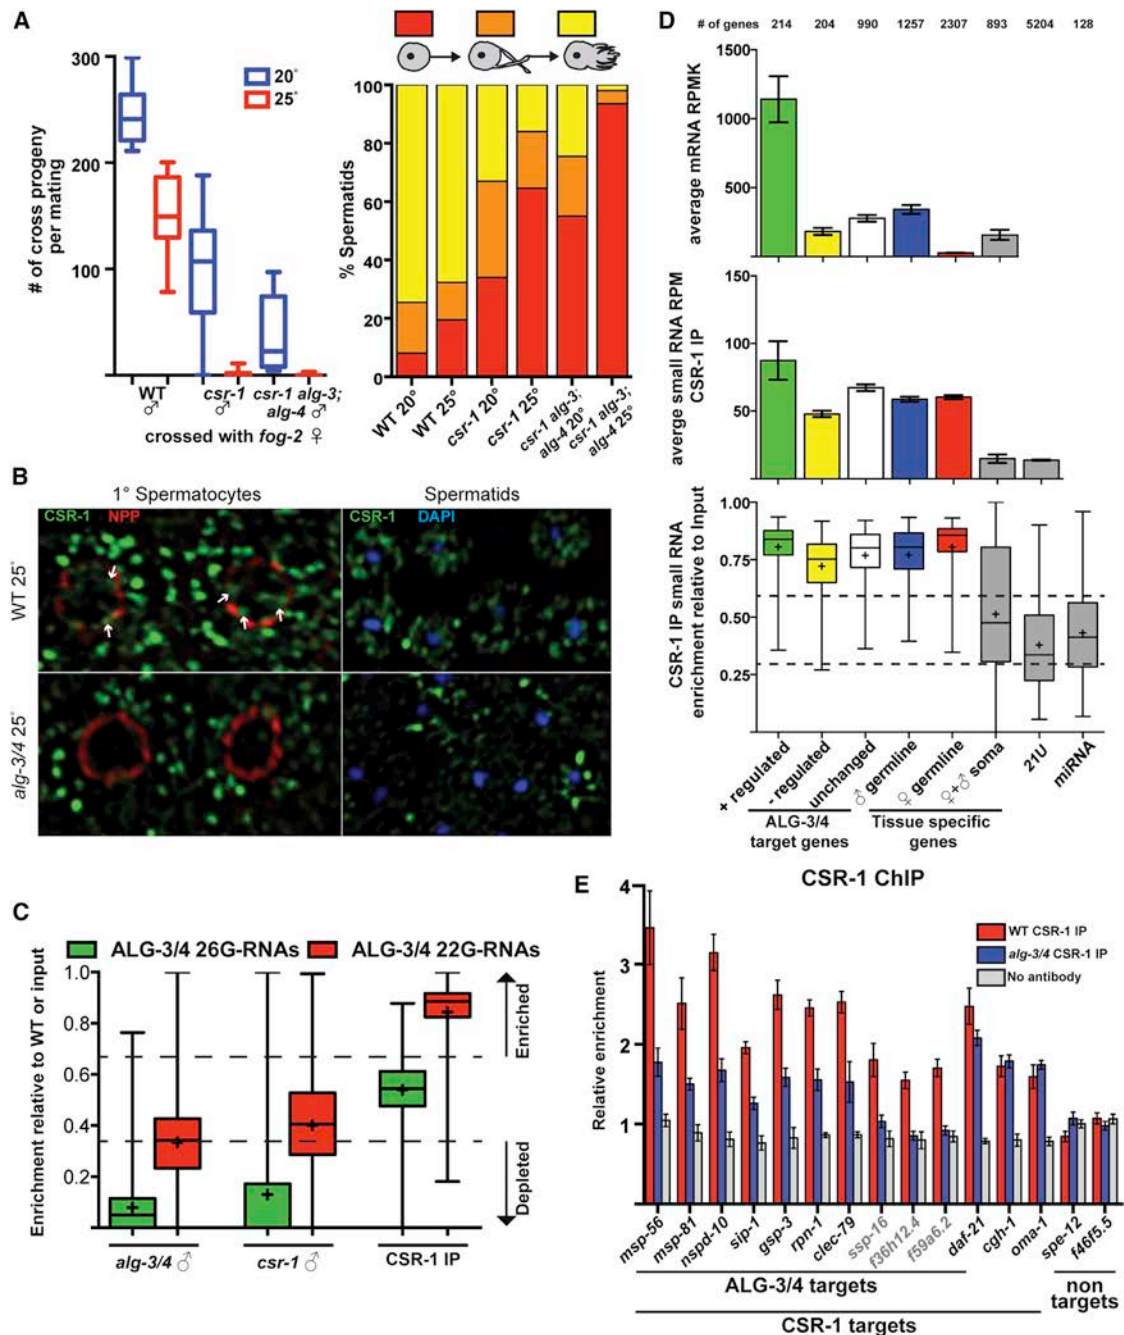 A
300
200
100
# of cross progeny
per mating
20°
25°
WT
♂
csr-1
♂
csr-1 alg-3;
alg-4 ♂
crossed with fog-2 ♀
100
80
60
40
20
0
% Spermatids
WT 20°
WT 25°
csr-1 20°
csr-1 25°
csr-1 alg-3;
alg-4 20°
csr-1 alg-3;
alg-4 25°
B
1° Spermatocytes
Spermatids
CSR-1 NPP
CSR-1 DAPI
WT 25°
alg-3/4 25°
C
ALG-3/4 26G-RNAs
ALG-3/4 22G-RNAs
1.0
0.8
0.6
0.4
0.2
Enrichment relative to WT or input
Enriched
Depleted
alg-3/4 ♂
csr-1 ♂
CSR-1 IP
D
# of genes 214 204 990 1257 2307 893 5204 128
1500
1000
500
average mRNA RPMK
150
100
50
averge small RNA RPM
CSR-1 IP
1.00
0.75
0.50
0.25
CSR-1 IP small RNA
enrichment relative to Input
+ regulated
- regulated
unchanged
♂ germline
♀ germline
♀+♂ soma
21U
miRNA
ALG-3/4
target genes
Tissue specific
genes
CSR-1 ChIP
E
4
3
2
1
Relative enrichment
WT CSR-1 IP
alg-3/4 CSR-1 IP
No antibody
msp-56
msp-81
nspd-10
sip-1
gsp-3
rpn-1
clec-79
ssp-16
f36h12.4
f59a6.2
daf-21
cgh-1
oma-1
spe-12
f46f5.5
ALG-3/4 targets
non
targets
CSR-1 targets